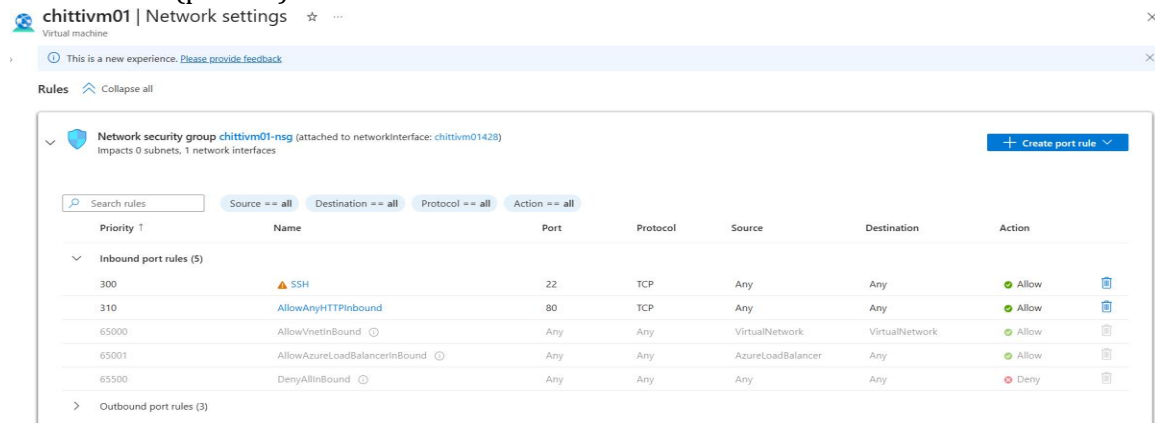 chittivm01 | Network settings ☆ ...
Virtual machine
This is a new experience. Please provide feedback
Rules Collapse all
Network security group chittivm01-nsg (attached to networkInterface: chittivm01428)
Impacts 0 subnets, 1 network interfaces
+ Create port rule
Search rules Source == all Destination == all Protocol == all Action == all
Priority ↑ Name Port Protocol Source Destination Action
Inbound port rules (5)
300 SSH 22 TCP Any Any Allow
310 AllowAnyHTTPInbound 80 TCP Any Any Allow
65000 AllowVnetInBound Any Any VirtualNetwork VirtualNetwork Allow
65001 AllowAzureLoadBalancerInBound Any Any AzureLoadBalancer Any Allow
65500 DenyAllInBound Any Any Any Any Deny
Outbound port rules (3)